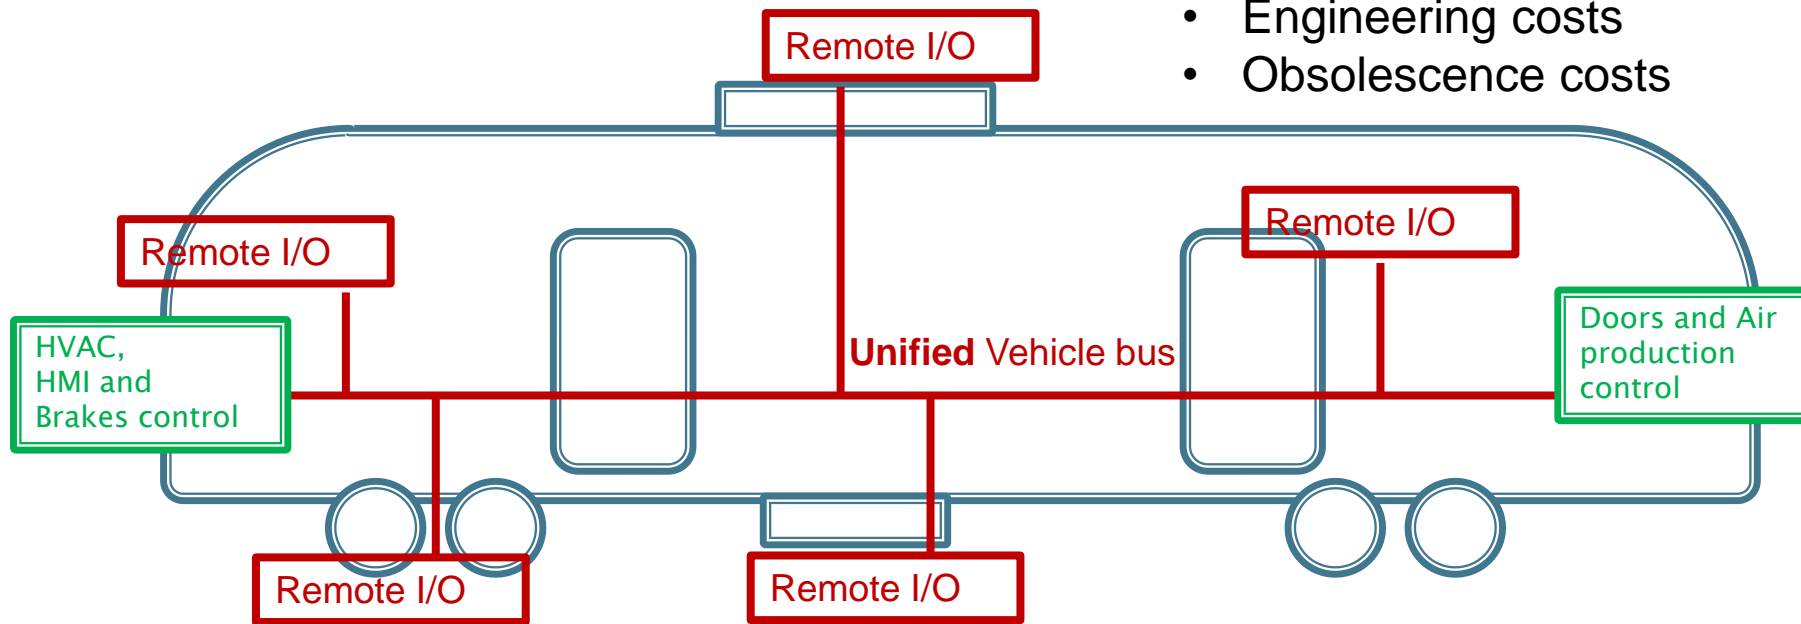 • Engineering costs
• Obsolescence costs
Remote I/O
Remote I/O
Remote I/O
HVAC,
HMI and
Brakes control
Unified Vehicle bus
Doors and Air
production
control
Remote I/O
Remote I/O